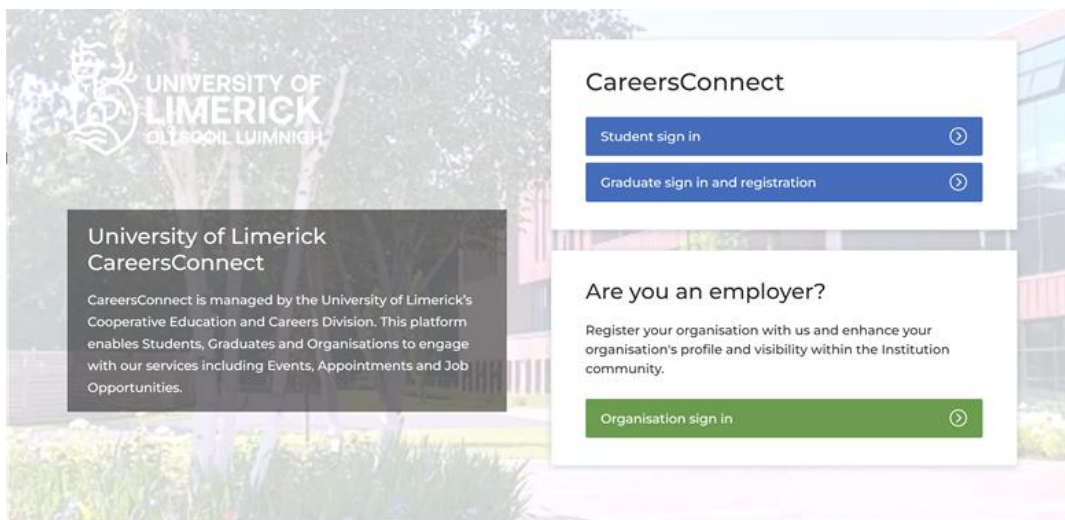 UNIVERSITY OF
LIMERICK
OLLSCOIL LUIMNIGH
University of Limerick
CareersConnect
CareersConnect is managed by the University of Limerick's
Cooperative Education and Careers Division. This platform
enables Students, Graduates and Organisations to engage
with our services including Events, Appointments and Job
Opportunities.
CareersConnect
Student sign in
Graduate sign in and registration
Are you an employer?
Register your organisation with us and enhance your
organisation's profile and visibility within the Institution
community.
Organisation sign in